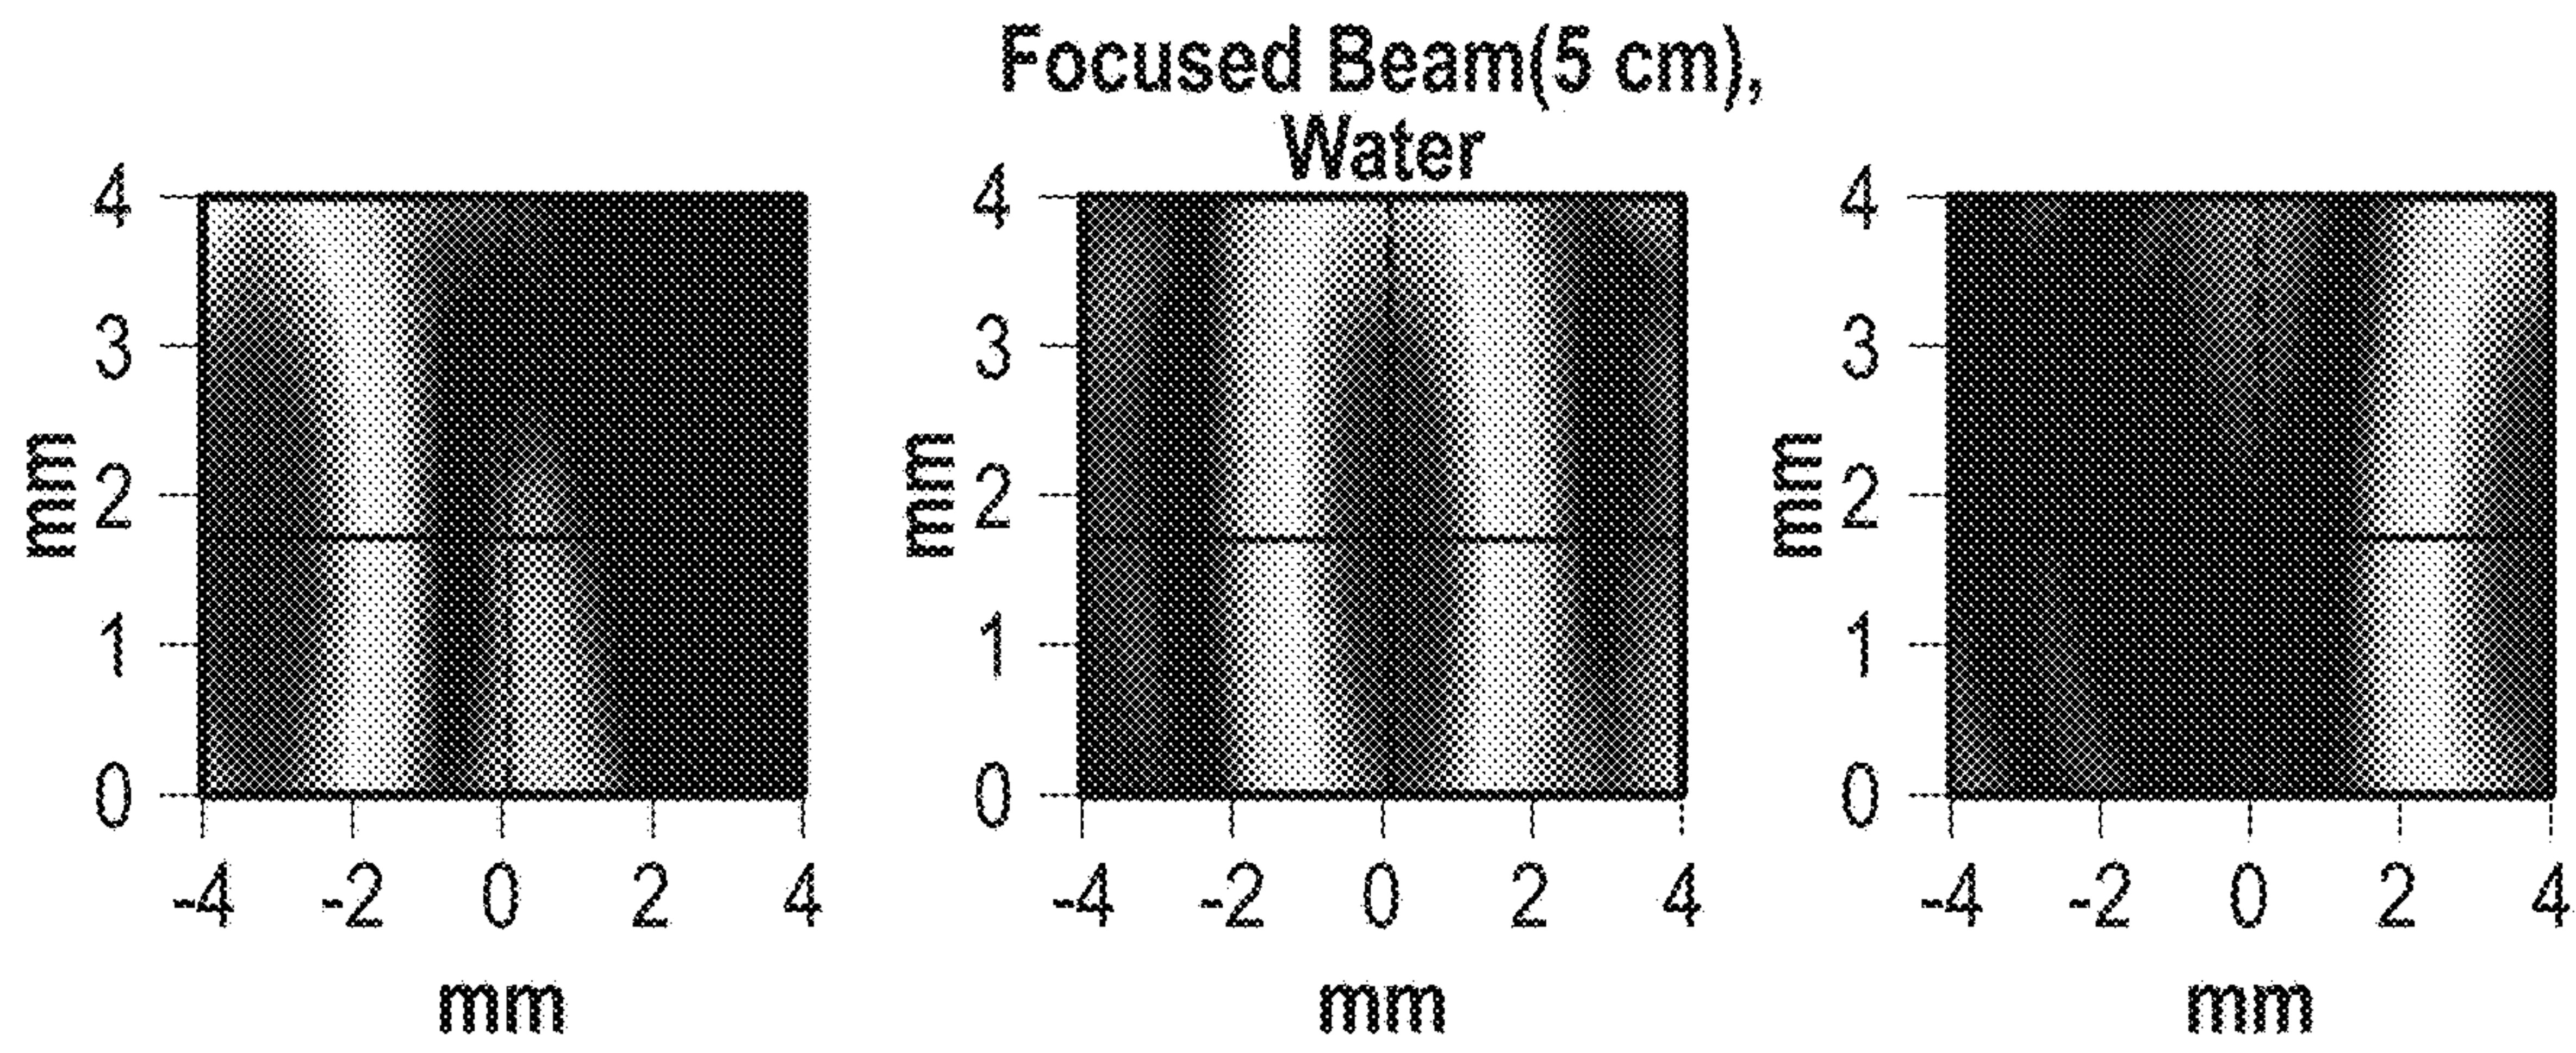 Focused Beam(5 cm),
Water
4 4 4
3 3 3
mm 2 mm 2 mm 2
1 1 1
0 0 0
-4 -2 0 2 4 -4 -2 0 2 4 -4 -2 0 2 4
mm mm mm